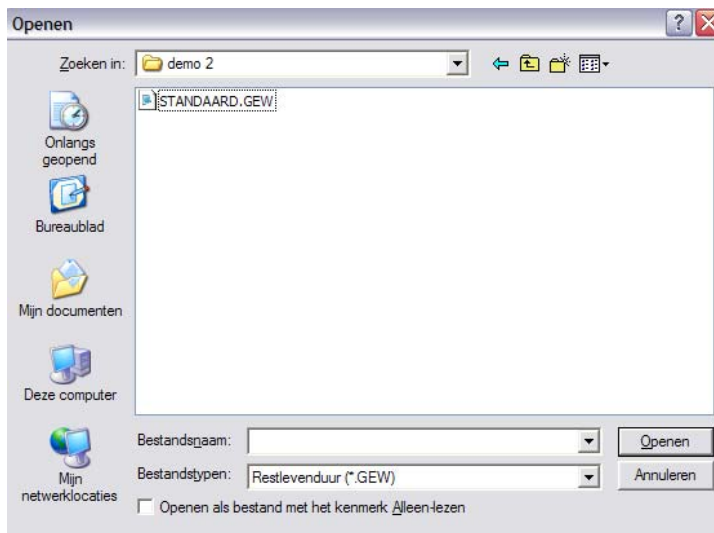 Openen
Zoeken in:
demo 2
STANDAARD.GEW
Onlangs
geopend
Bureaublad
Mijn documenten
Deze computer
Mijn
netwerklocaties
Bestandsnaam:
Openen
Bestandstypen:
Restlevenduur (*.GEW)
Annuleren
Openen als bestand met het kenmerk Alleen-lezen